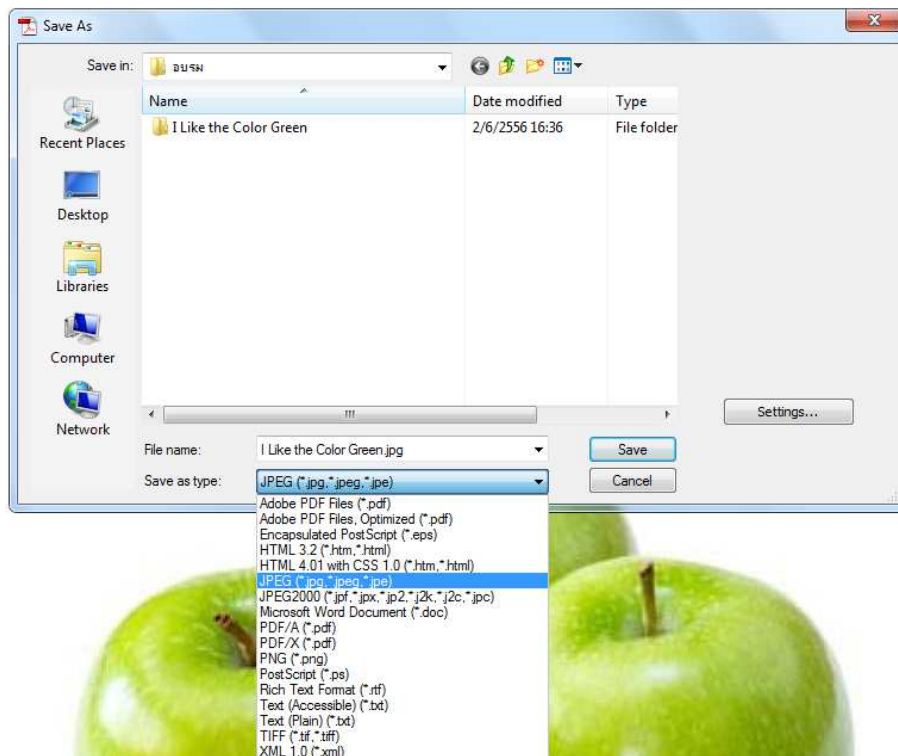 Save As
Save in: อบรม
Name Date modified Type
I Like the Color Green 2/6/2556 16:36 File folder
Recent Places
Desktop
Libraries
Computer
Network
Settings...
File name: I Like the Color Green.jpg Save
Save as type: JPEG (*.jpg,*.jpeg,*.jpe) Cancel
Adobe PDF Files (*.pdf)
Adobe PDF Files, Optimized (*.pdf)
Encapsulated PostScript (*.eps)
HTML 3.2 (*.htm,*.html)
HTML 4.01 with CSS 1.0 (*.htm,*.html)
JPEG (*.jpg,*.jpeg,*.jpe)
JPEG2000 (*.jpf,*.jpx,*.jp2,*.j2k,*.j2c,*.jpc)
Microsoft Word Document (*.doc)
PDF/A (*.pdf)
PDF/X (*.pdf)
PNG (*.png)
PostScript (*.ps)
Rich Text Format (*.rtf)
Text (Accessible) (*.txt)
Text (Plain) (*.txt)
TIFF (*.tif,*.tiff)
XML 1.0 (*.xml)